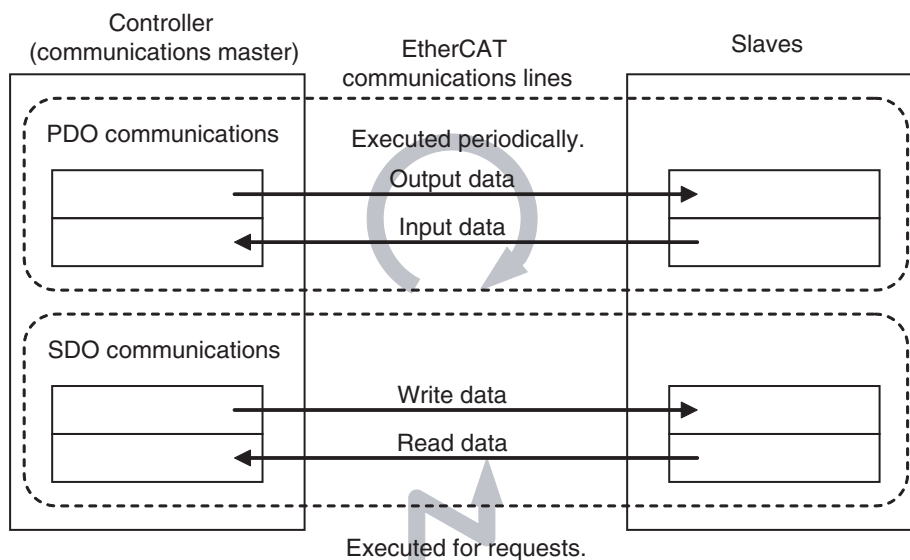 Controller
(communications master)
EtherCAT
communications lines
Slaves
PDO communications
Executed periodically.
Output data
Input data
SDO communications
Write data
Read data
Executed for requests.